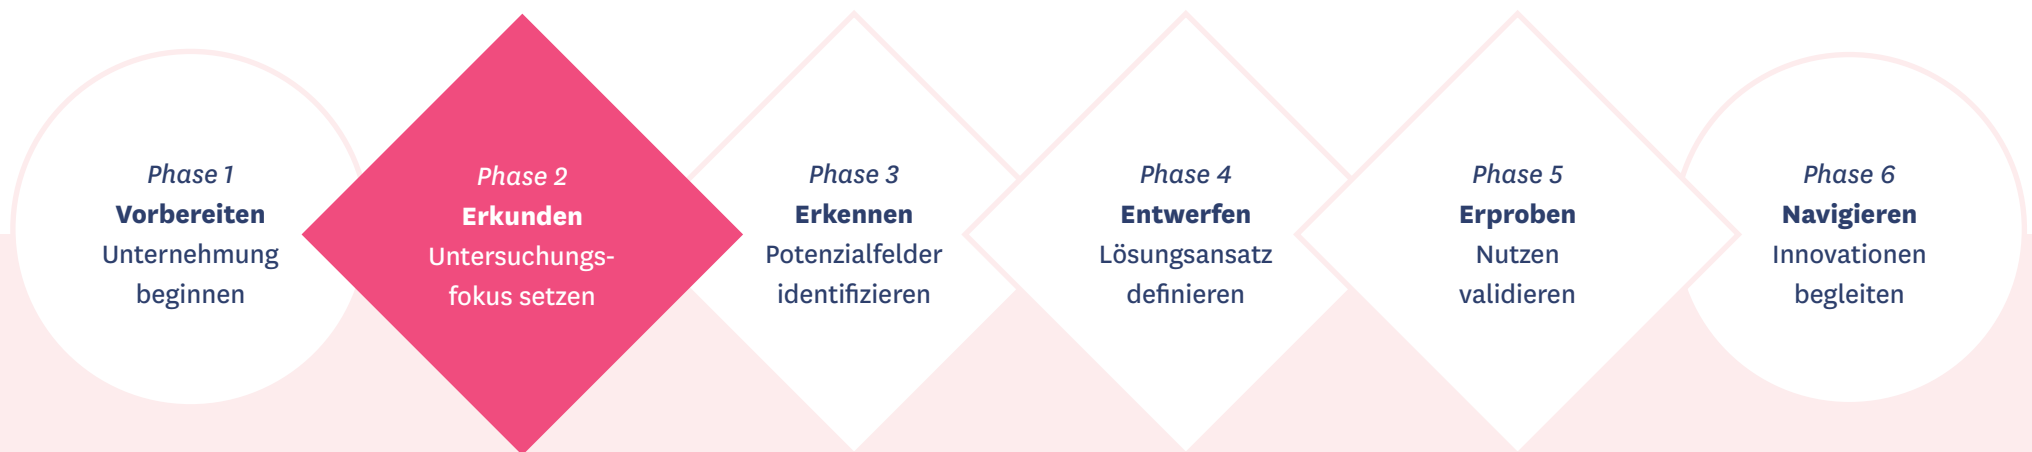 Phase 1
Vorbereiten
Unternehmung
beginnen
Phase 2
Erkunden
Untersuchungs-
fokus setzen
Phase 3
Erkennen
Potenzialfelder
identifizieren
Phase 4
Entwerfen
Lösungsansatz
definieren
Phase 5
Erproben
Nutzen
validieren
Phase 6
Navigieren
Innovationen
begleiten